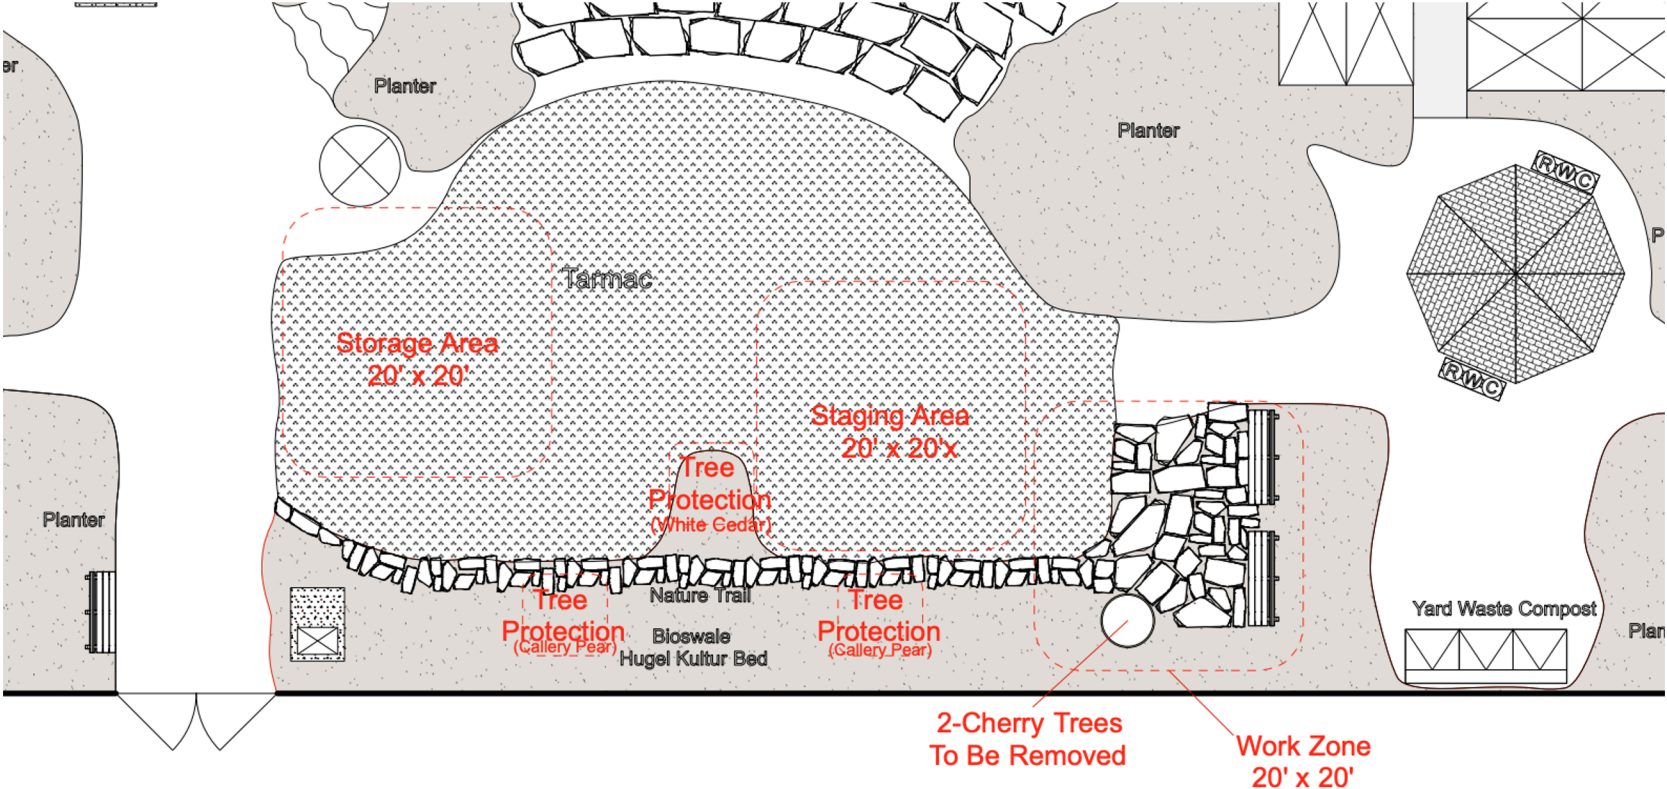 er
Planter
Planter
RWC
P
Tarmac
Storage Area
20' x 20'
RWC
Staging Area
20' x 20'x
Tree
Protection
(White Cedar)
Planter
Nature Trail
Tree
Protection
(Callery Pear)
Bioswale
Hugel Kultur Bed
Tree
Protection
(Callery Pear)
Yard Waste Compost
Plan
2-Cherry Trees
To Be Removed
Work Zone
20' x 20'